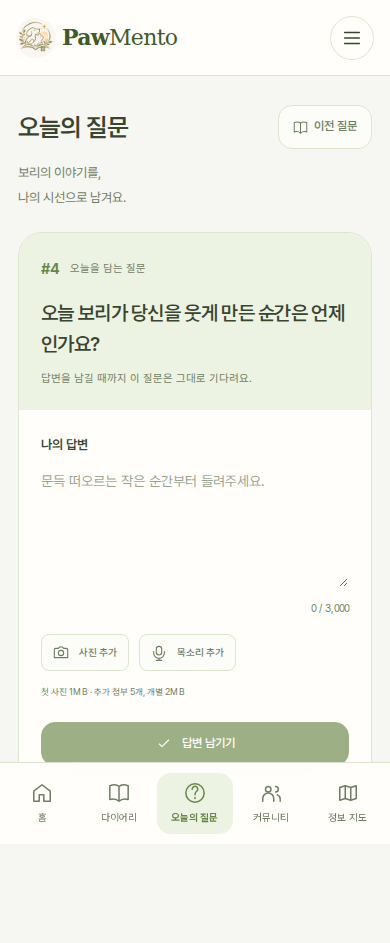 PawMento
오늘의 질문
이전 질문
보리의 이야기를,
나의 시선으로 남겨요.
#4 오늘을 담는 질문
오늘 보리가 당신을 웃게 만든 순간은 언제
인가요?
답변을 남길 때까지 이 질문은 그대로 기다려요.
나의 답변
문득 떠오르는 작은 순간부터 들려주세요.
0 / 3,000
사진 추가
목소리 추가
첫 사진 1MB · 추가 첨부 5개, 개별 2MB
답변 남기기
홈
다이어리
오늘의 질문
커뮤니티
정보 지도